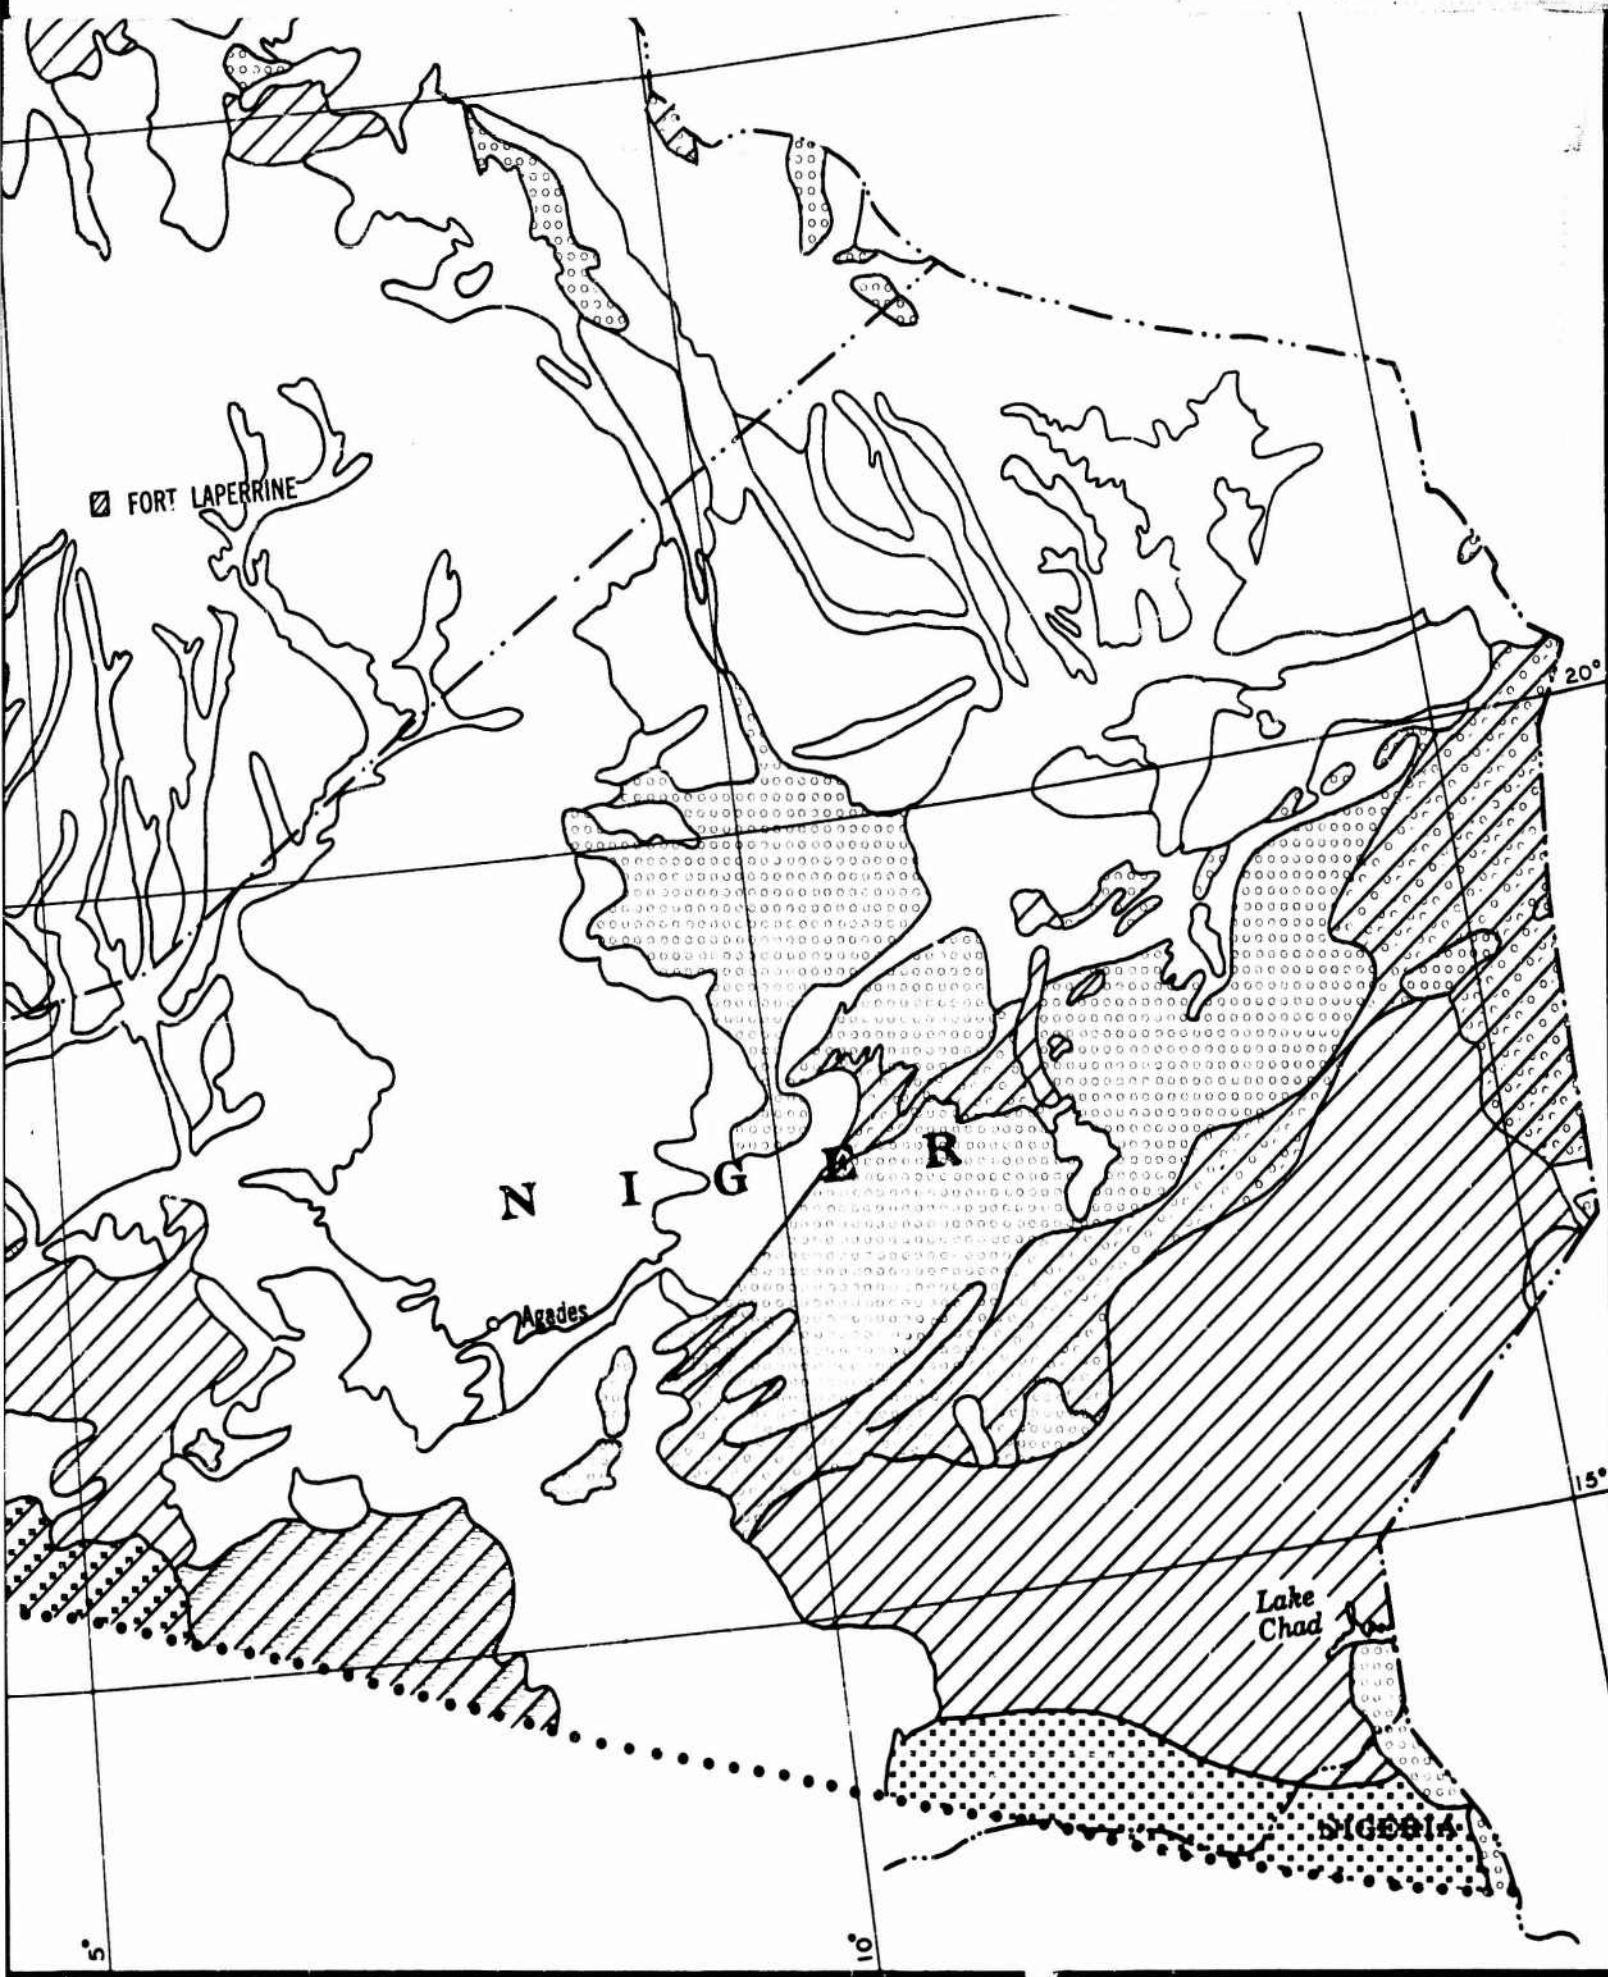 FORT LAPERRINE
20°
N I G E R
Agades
15°
Lake
Chad
NIGERIA
5°
10°